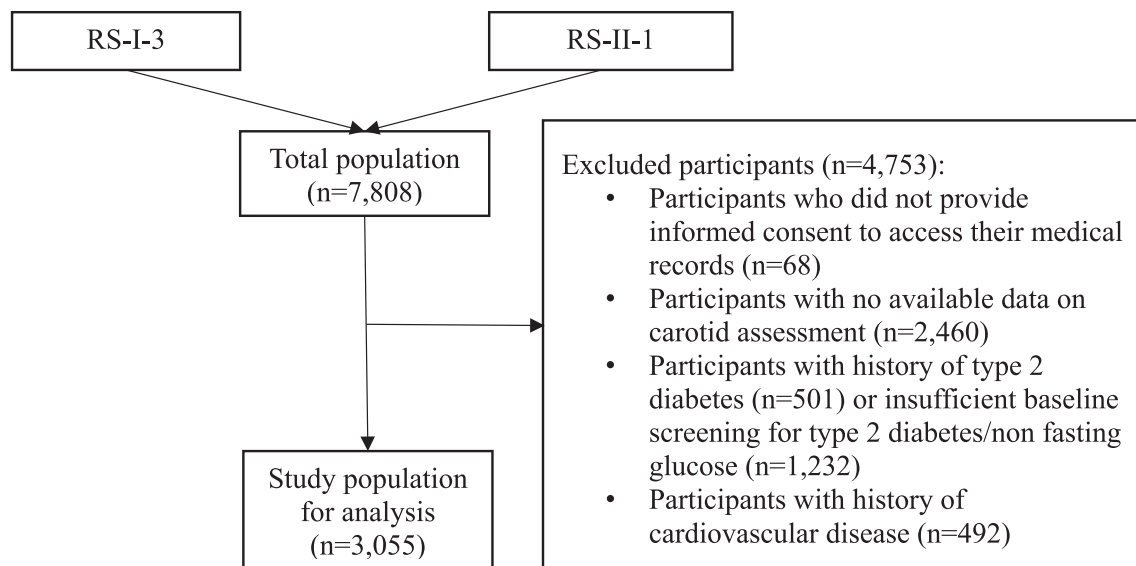 RS-I-3
RS-II-1
Total population
(n=7,808)
Excluded participants (n=4,753):
• Participants who did not provide
informed consent to access their medical
records (n=68)
• Participants with no available data on
carotid assessment (n=2,460)
• Participants with history of type 2
diabetes (n=501) or insufficient baseline
screening for type 2 diabetes/non fasting
glucose (n=1,232)
• Participants with history of
cardiovascular disease (n=492)
Study population
for analysis
(n=3,055)